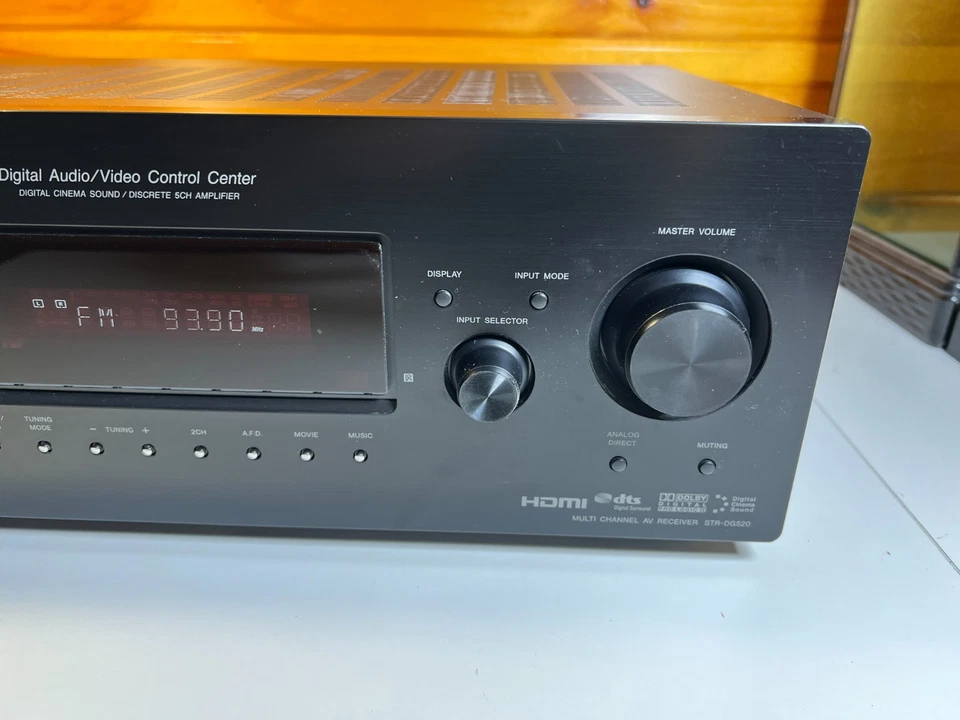 Digital Audio/Video Control Center
DIGITAL CINEMA SOUND / DISCRETE 5CH AMPLIFIER
MASTER VOLUME
DISPLAY
INPUT MODE
L R
FM 93.90 MHz
INPUT SELECTOR
TUNING MODE
− TUNING +
2CH
A.F.D.
MOVIE
MUSIC
ANALOG DIRECT
MUTING
HDMI
dts
Digital Surround
DOLBY
DIGITAL
PRO LOGIC II
Digital
Cinema
Sound
MULTI CHANNEL AV RECEIVER STR-DG520